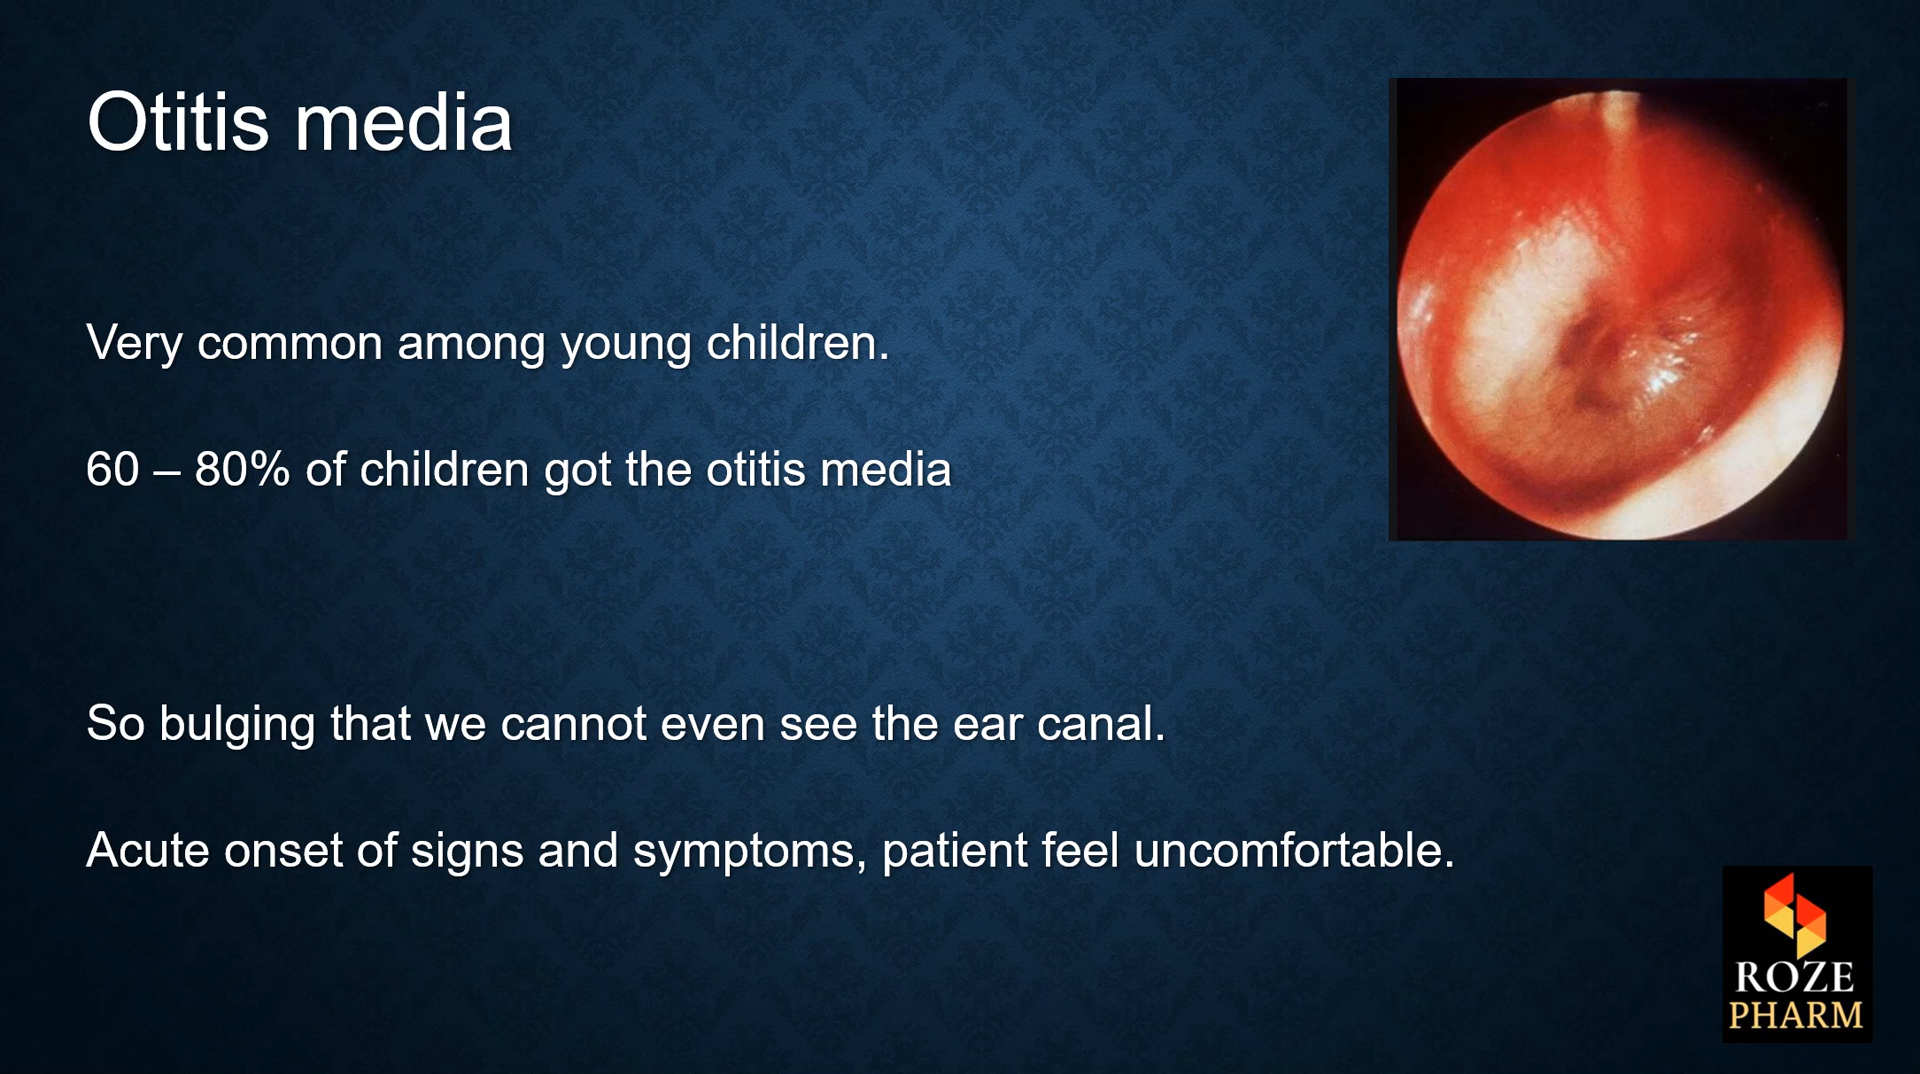 Otitis media
Very common among young children.
60 – 80% of children got the otitis media
So bulging that we cannot even see the ear canal.
Acute onset of signs and symptoms, patient feel uncomfortable.
ROZE
PHARM